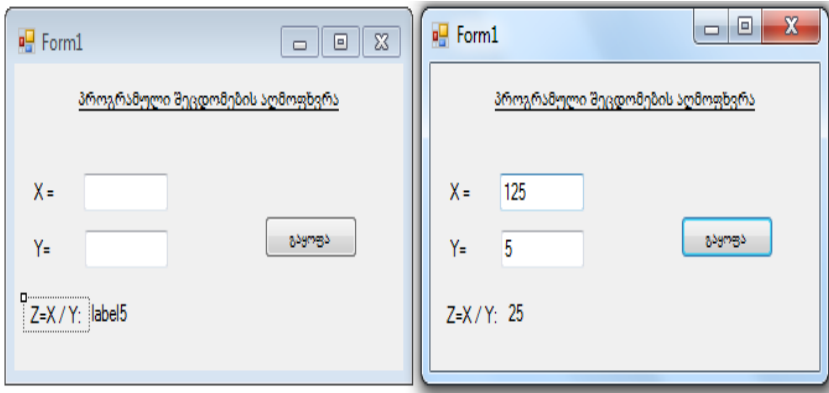 Form1
პროგრამული შეცდომების აღმოფხვრა
X =
Y=
გაყოფა
Z=X / Y: label5
Form1
პროგრამული შეცდომების აღმოფხვრა
X = 125
Y= 5
გაყოფა
Z=X / Y: 25